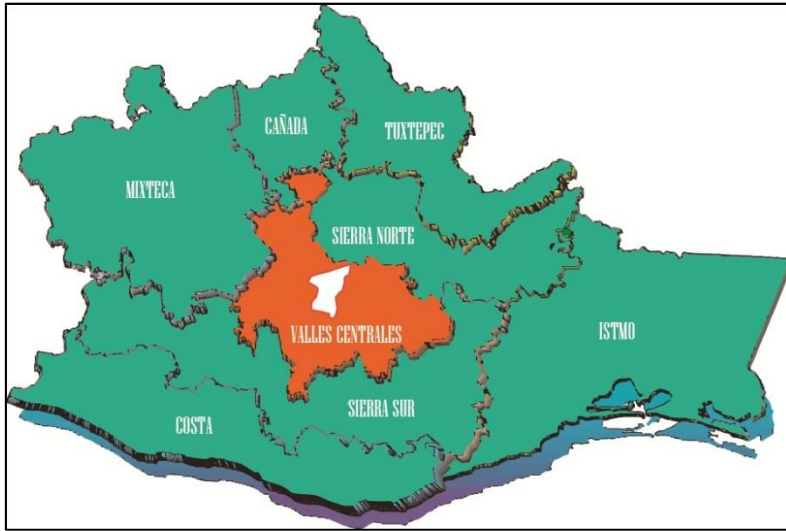 CAÑADA
TUXTEPEC
MIXTECA
SIERRA NORTE
VALLES CENTRALES
ISTMO
SIERRA SUR
COSTA